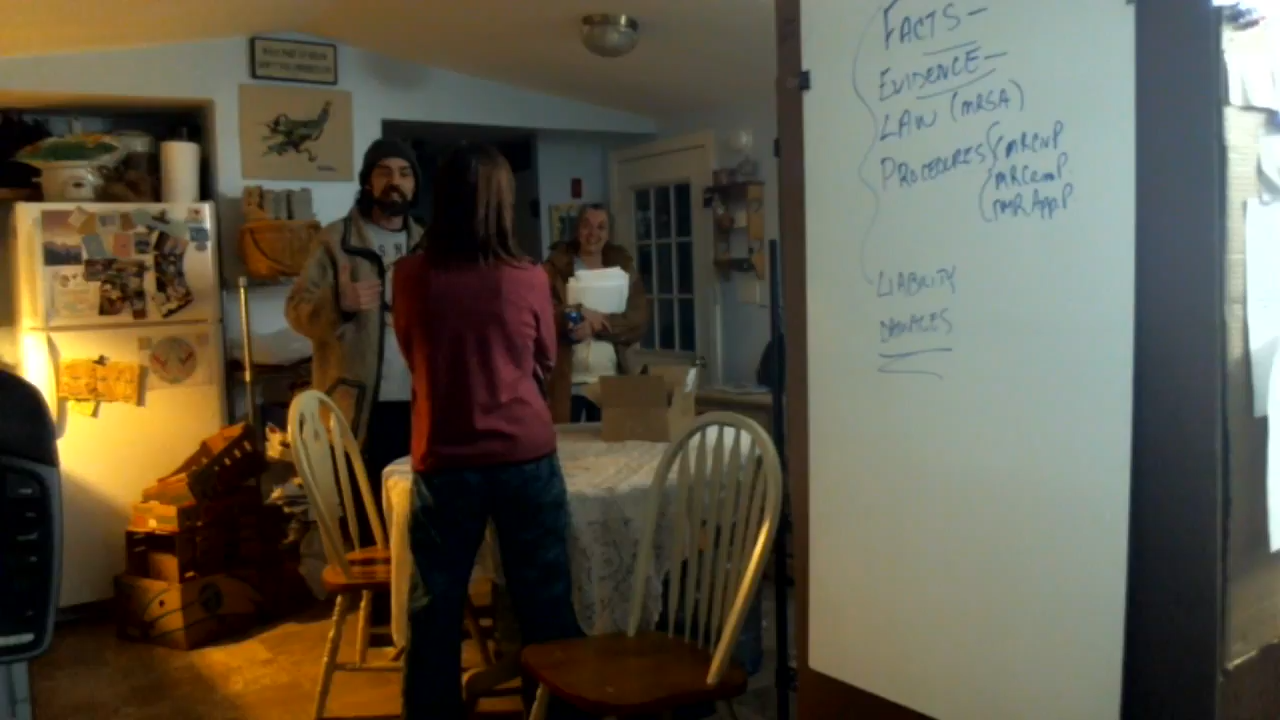 FACTS-
EVIDENCE-
LAW (MRSA)
PROCEDURES { MRCivP
MRCrimP
MR App. P
LIABILITY
DAMAGES